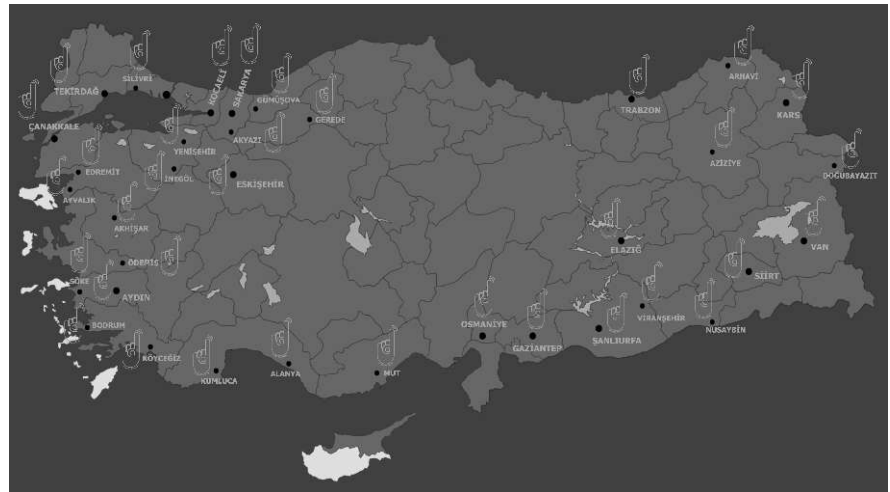 TEKİRDAĞ
SİLİVRİ
KOCAELİ
SAKARYA
GÜMÜŞOVA
GEREDE
ÇANAKKALE
YENİŞEHİR
AKYAZI
TRABZON
ARHAVİ
KARS
EDREMİT
İNEGÖL
ESKİŞEHİR
AZİZİYE
DOĞUBAYAZIT
AYVALIK
AKHİSAR
ELAZIĞ
VAN
ÖDEMİŞ
SÖKE
AYDIN
SİİRT
BODRUM
VİRANŞEHİR
NUSAYBİN
OSMANİYE
GAZİANTEP
ŞANLIURFA
KÖYCEĞİZ
KUMLUCA
ALANYA
MUT